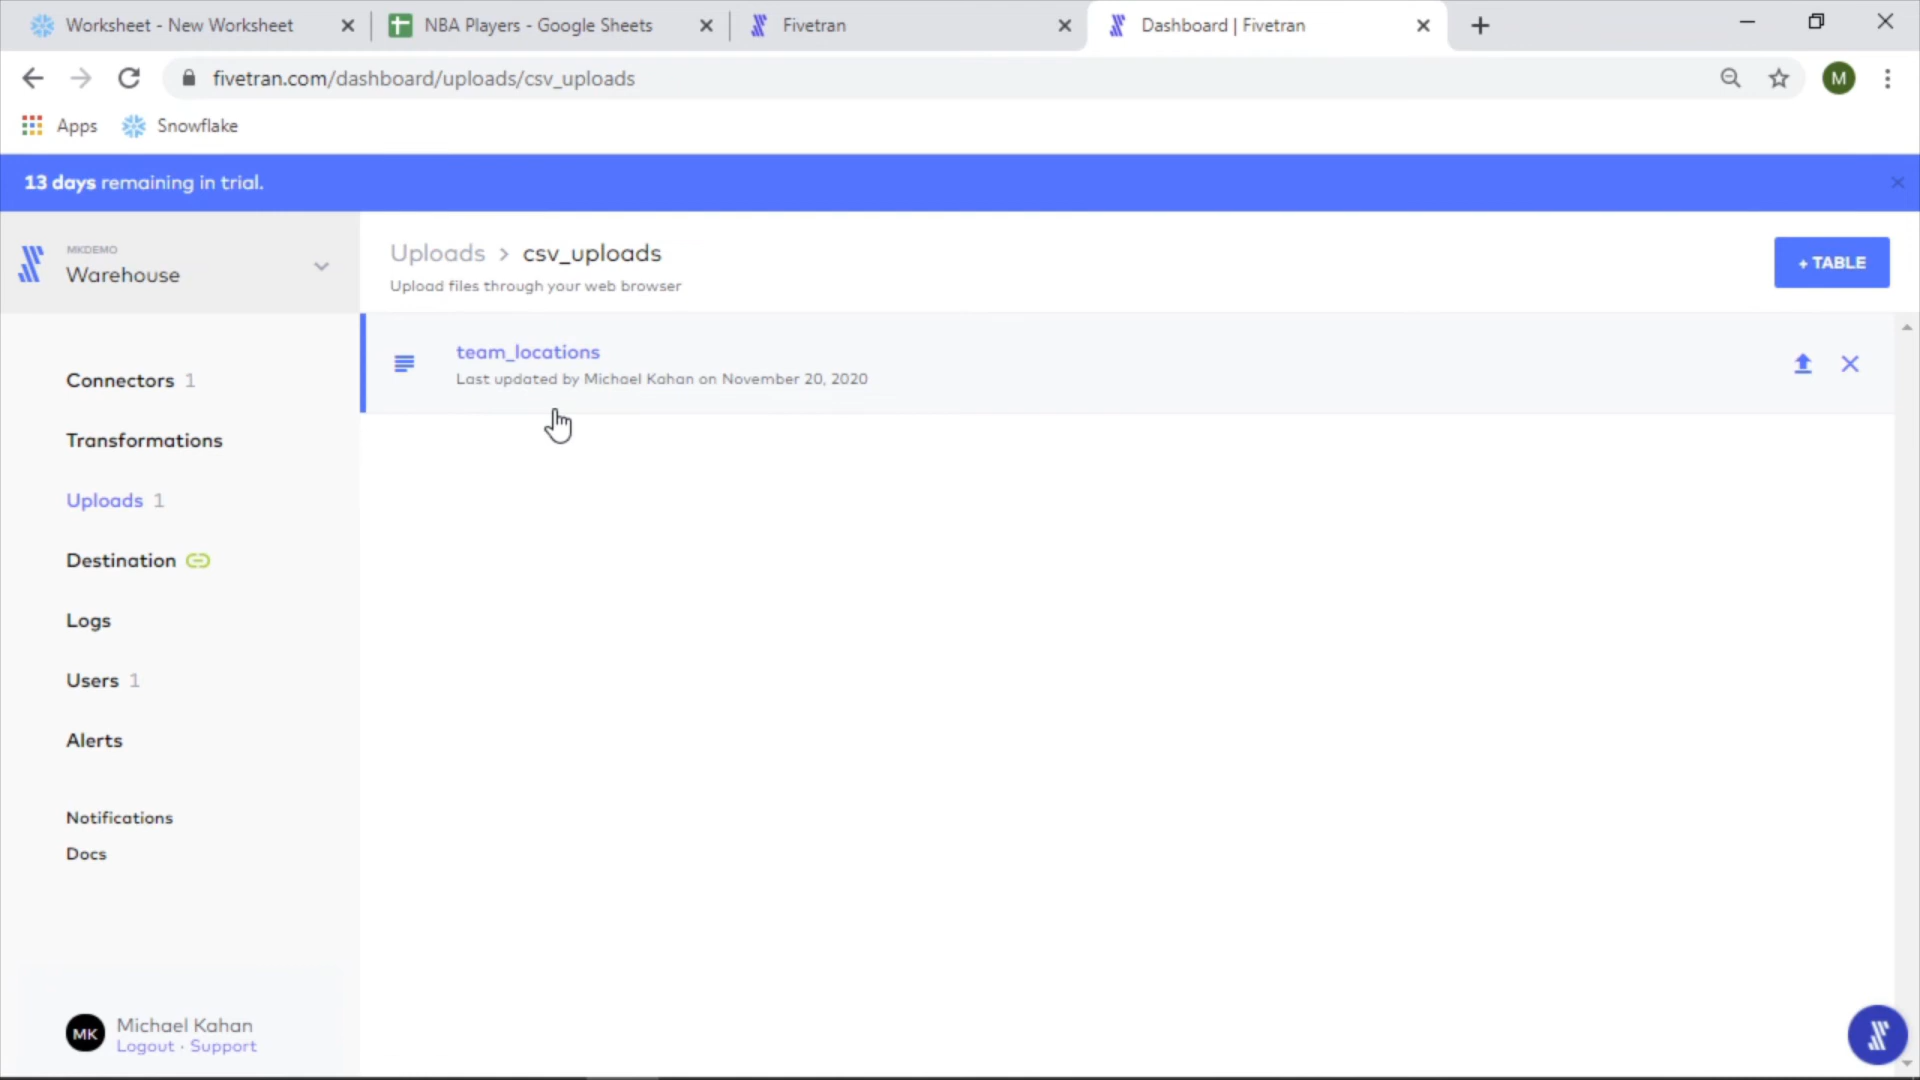 Worksheet - New Worksheet
NBA Players - Google Sheets
Fivetran
Dashboard | Fivetran
fivetran.com/dashboard/uploads/csv_uploads
M
Apps
Snowflake
13 days remaining in trial.
MKDEMO
Warehouse
Uploads > csv_uploads
Upload files through your web browser
+ TABLE
team_locations
Last updated by Michael Kahan on November 20, 2020
Connectors 1
Transformations
Uploads 1
Destination
Logs
Users 1
Alerts
Notifications
Docs
MK
Michael Kahan
Logout · Support